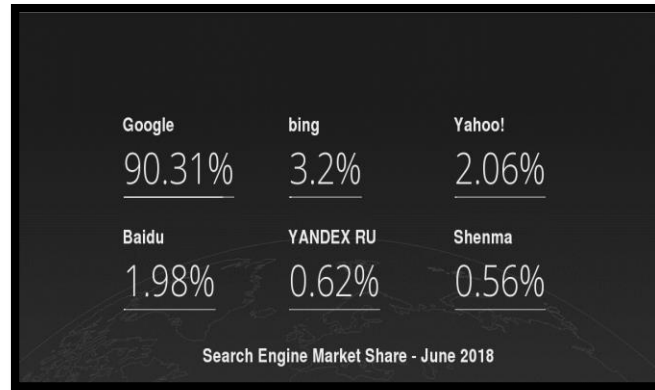 Google bing Yahoo!
90.31% 3.2% 2.06%
Baidu YANDEX RU Shenma
1.98% 0.62% 0.56%
Search Engine Market Share - June 2018